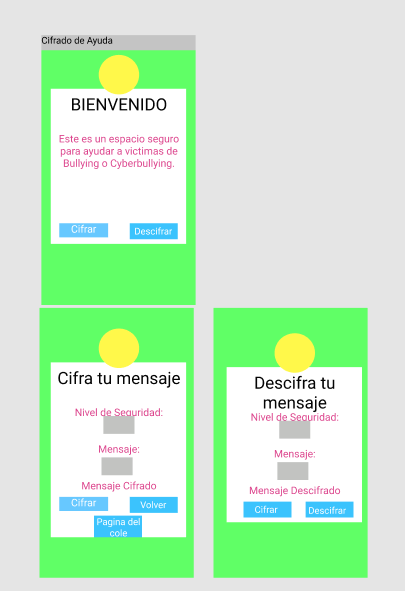 Cifrado de Ayuda
BIENVENIDO
Este es un espacio seguro
para ayudar a victimas de
Bullying o Cyberbullying.
Cifrar
Descifrar
Cifra tu mensaje
Nivel de Seguridad:
Mensaje:
Mensaje Cifrado
Cifrar
Volver
Pagina del
cole
Descifra tu
mensaje
Nivel de Seguridad:
Mensaje:
Mensaje Descifrado
Cifrar
Descifrar